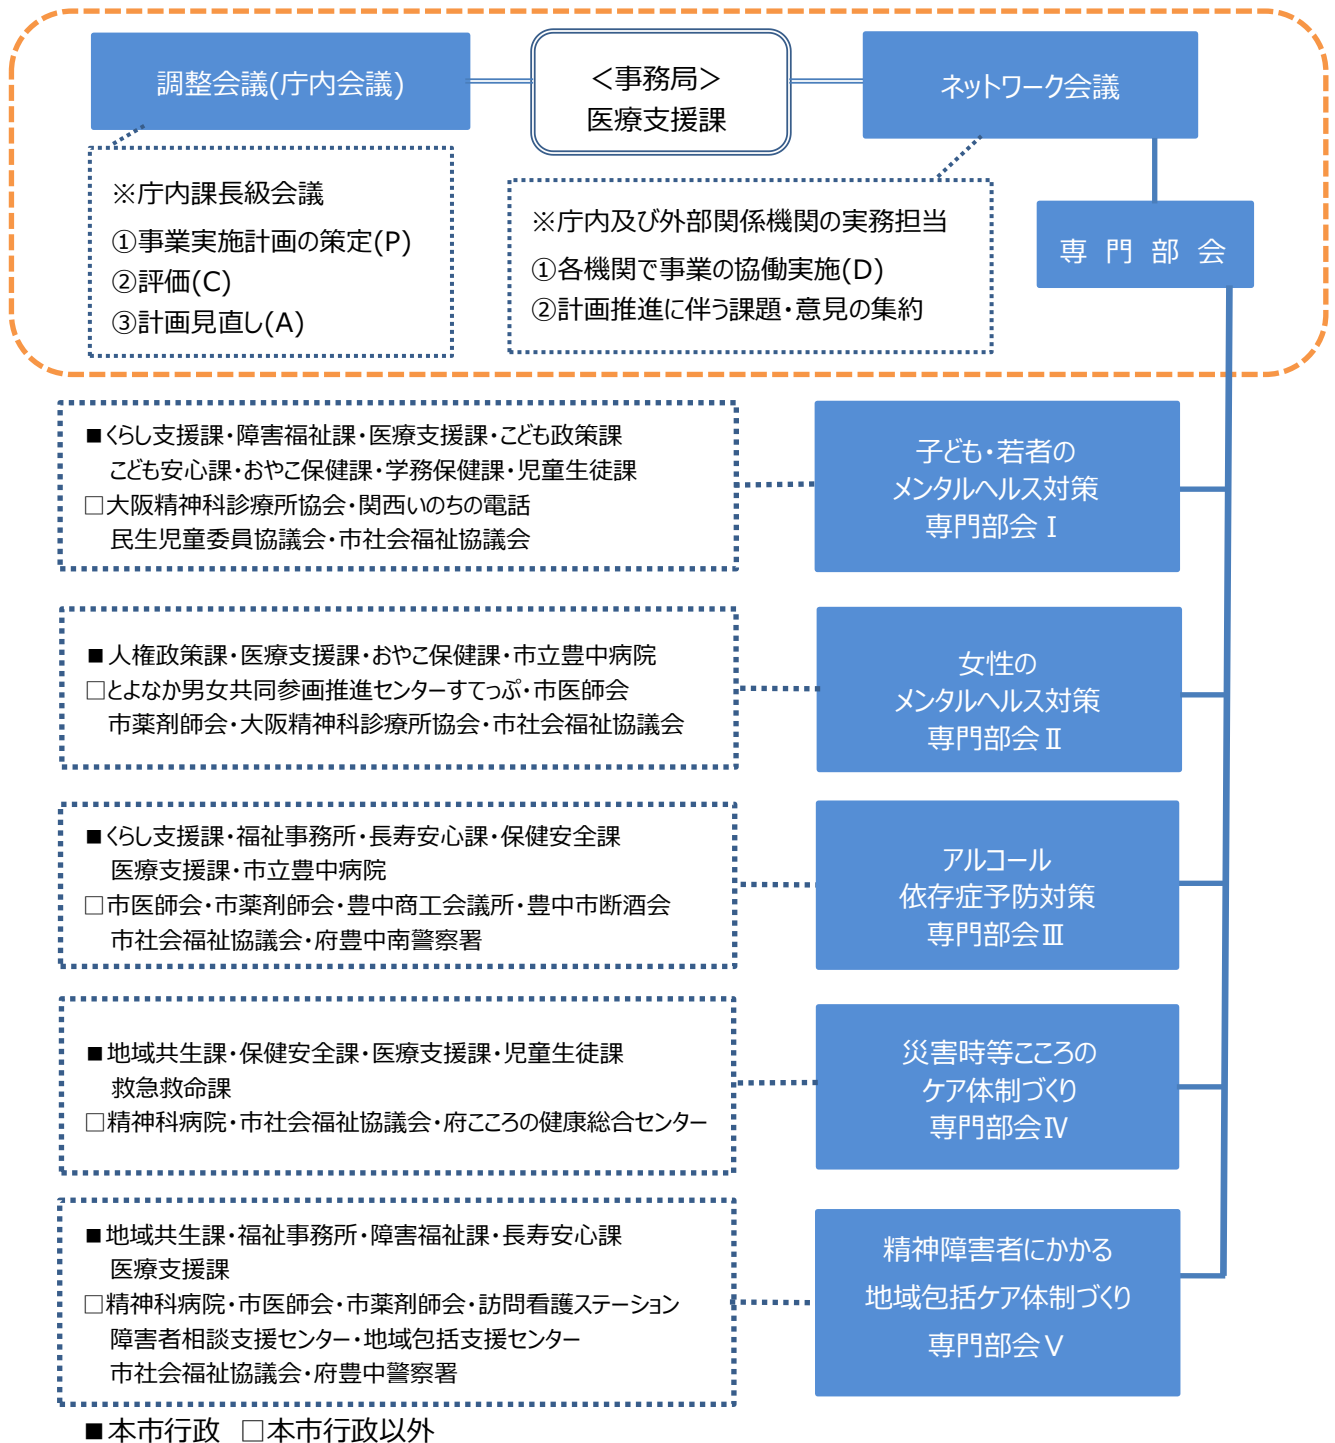 調整会議(庁内会議)
＜事務局＞
医療支援課
ネットワーク会議
※庁内課長級会議
①事業実施計画の策定(P)
②評価(C)
③計画見直し(A)
※庁内及び外部関係機関の実務担当
①各機関で事業の協働実施(D)
②計画推進に伴う課題・意見の集約
専門部会
■くらし支援課・障害福祉課・医療支援課・こども政策課
こども安心課・おやこ保健課・学務保健課・児童生徒課
□大阪精神科診療所協会・関西いのちの電話
民生児童委員協議会・市社会福祉協議会
子ども・若者の
メンタルヘルス対策
専門部会Ⅰ
■人権政策課・医療支援課・おやこ保健課・市立豊中病院
□とよなか男女共同参画推進センターすてっぷ・市医師会
市薬剤師会・大阪精神科診療所協会・市社会福祉協議会
女性の
メンタルヘルス対策
専門部会Ⅱ
■くらし支援課・福祉事務所・長寿安心課・保健安全課
医療支援課・市立豊中病院
□市医師会・市薬剤師会・豊中商工会議所・豊中市断酒会
市社会福祉協議会・府豊中南警察署
アルコール
依存症予防対策
専門部会Ⅲ
■地域共生課・保健安全課・医療支援課・児童生徒課
救急救命課
□精神科病院・市社会福祉協議会・府こころの健康総合センター
災害時等こころの
ケア体制づくり
専門部会Ⅳ
■地域共生課・福祉事務所・障害福祉課・長寿安心課
医療支援課
□精神科病院・市医師会・市薬剤師会・訪問看護ステーション
障害者相談支援センター・地域包括支援センター
市社会福祉協議会・府豊中警察署
精神障害者にかかる
地域包括ケア体制づくり
専門部会Ⅴ
■本市行政 □本市行政以外